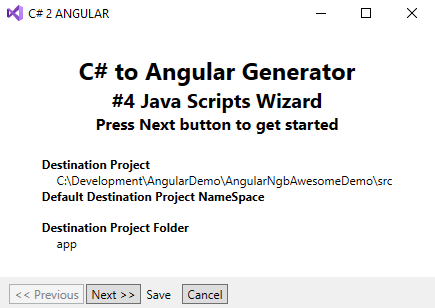 C# 2 ANGULAR
C# to Angular Generator
#4 Java Scripts Wizard
Press Next button to get started
Destination Project
C:\Development\AngularDemo\AngularNgbAwesomeDemo\src
Default Destination Project NameSpace
Destination Project Folder
app
<< Previous Next >> Save Cancel